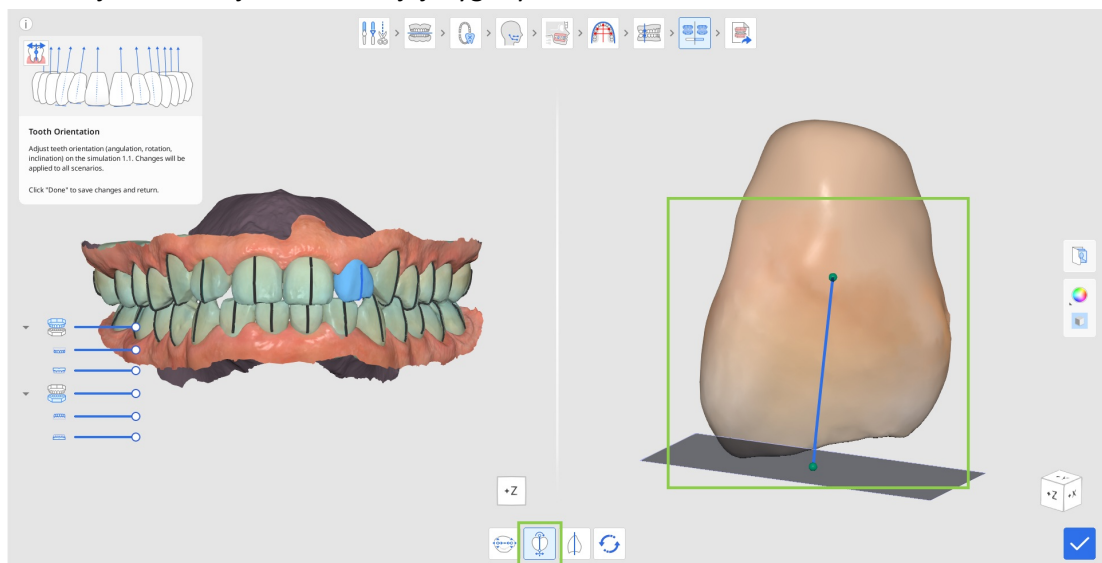 Tooth Orientation
Adjust teeth orientation (angulation, rotation,
inclination) on the simulation 1.1. Changes will be
applied to all scenarios.
Click "Done" to save changes and return.
+Z
+Z
+X